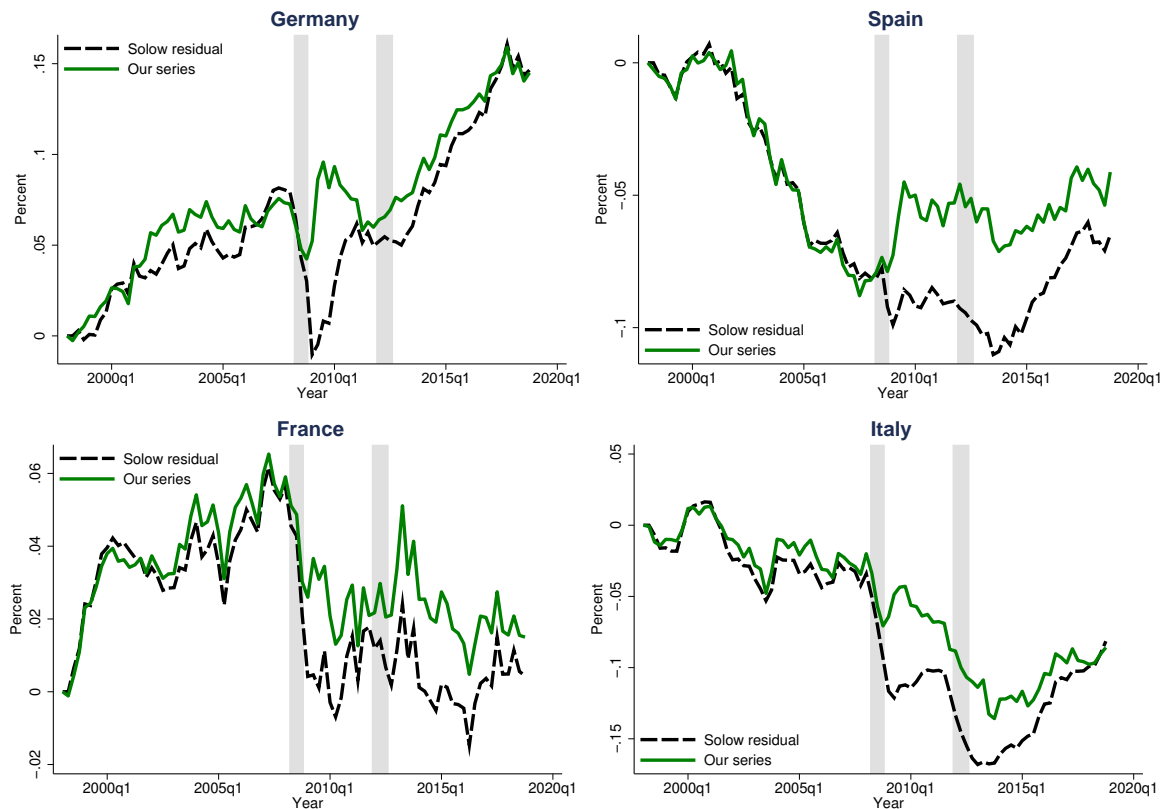 Germany
Solow residual
Our series
Percent
.15
.1
.05
0
2000q1 2005q1 2010q1 2015q1 2020q1
Year
Spain
Percent
0
-.05
-.1
Solow residual
Our series
2000q1 2005q1 2010q1 2015q1 2020q1
Year
France
Solow residual
Our series
Percent
.06
.04
.02
0
-.02
2000q1 2005q1 2010q1 2015q1 2020q1
Year
Italy
Percent
.05
0
-.05
-.1
-.15
Solow residual
Our series
2000q1 2005q1 2010q1 2015q1 2020q1
Year